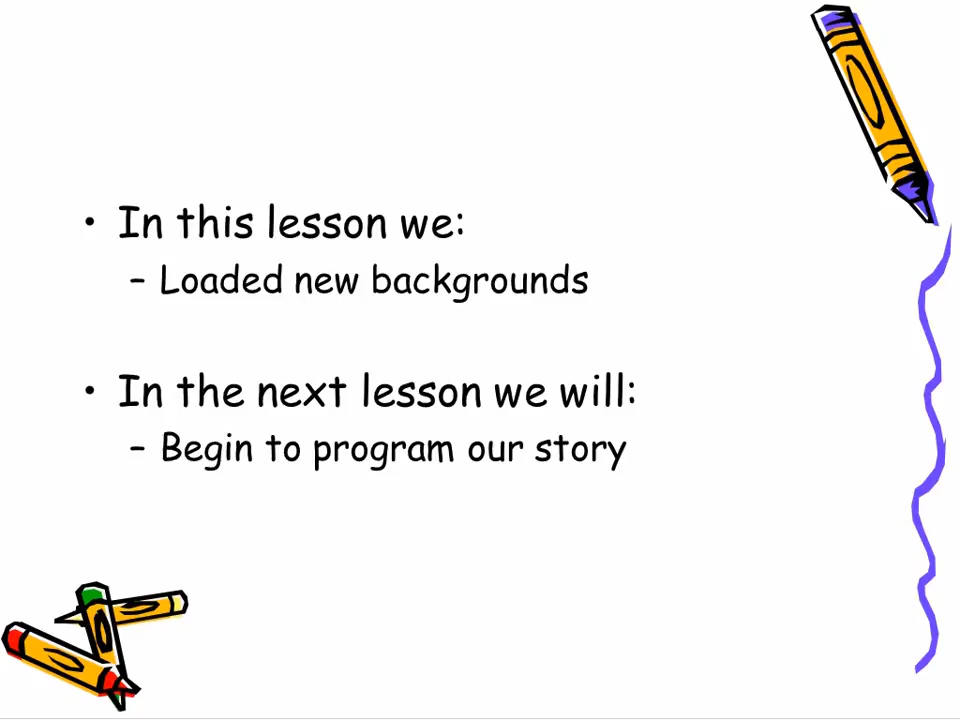 • In this lesson we:
– Loaded new backgrounds
• In the next lesson we will:
– Begin to program our story